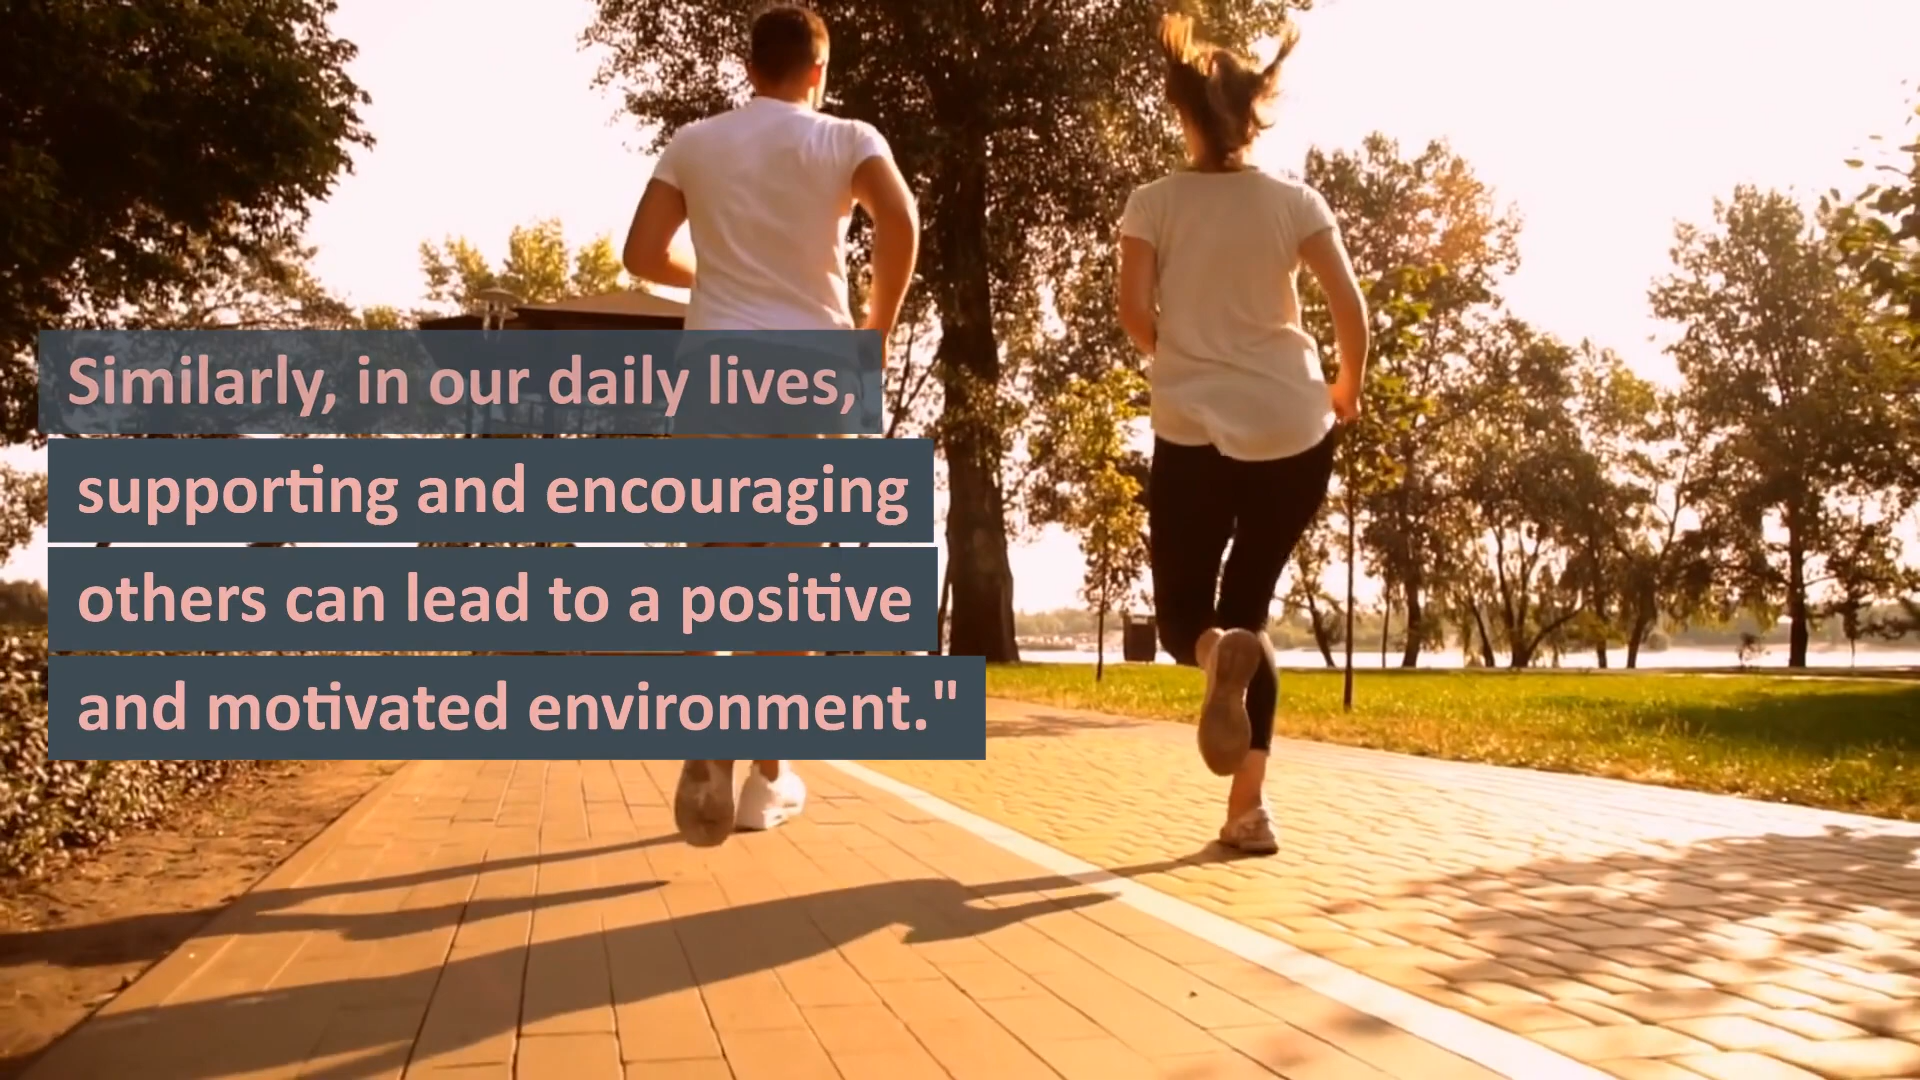 Similarly, in our daily lives,
supporting and encouraging
others can lead to a positive
and motivated environment."